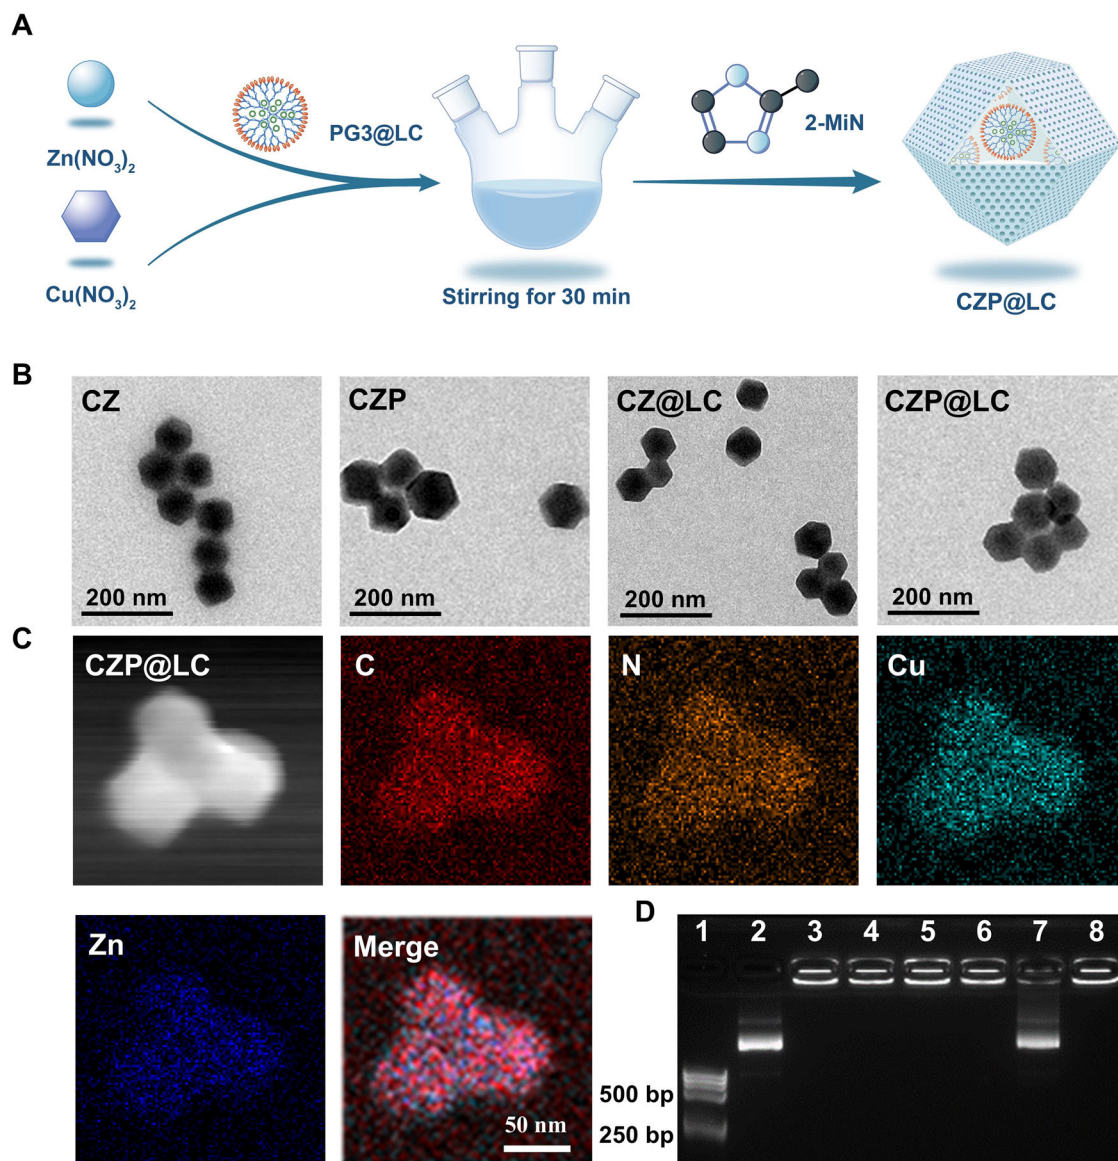 A
Zn(NO3)2
Cu(NO3)2
PG3@LC
Stirring for 30 min
2-MiN
CZP@LC
B
CZ
200 nm
CZP
200 nm
CZ@LC
200 nm
CZP@LC
200 nm
C
CZP@LC
C
N
Cu
Zn
Merge
50 nm
D
1 2 3 4 5 6 7 8
500 bp
250 bp